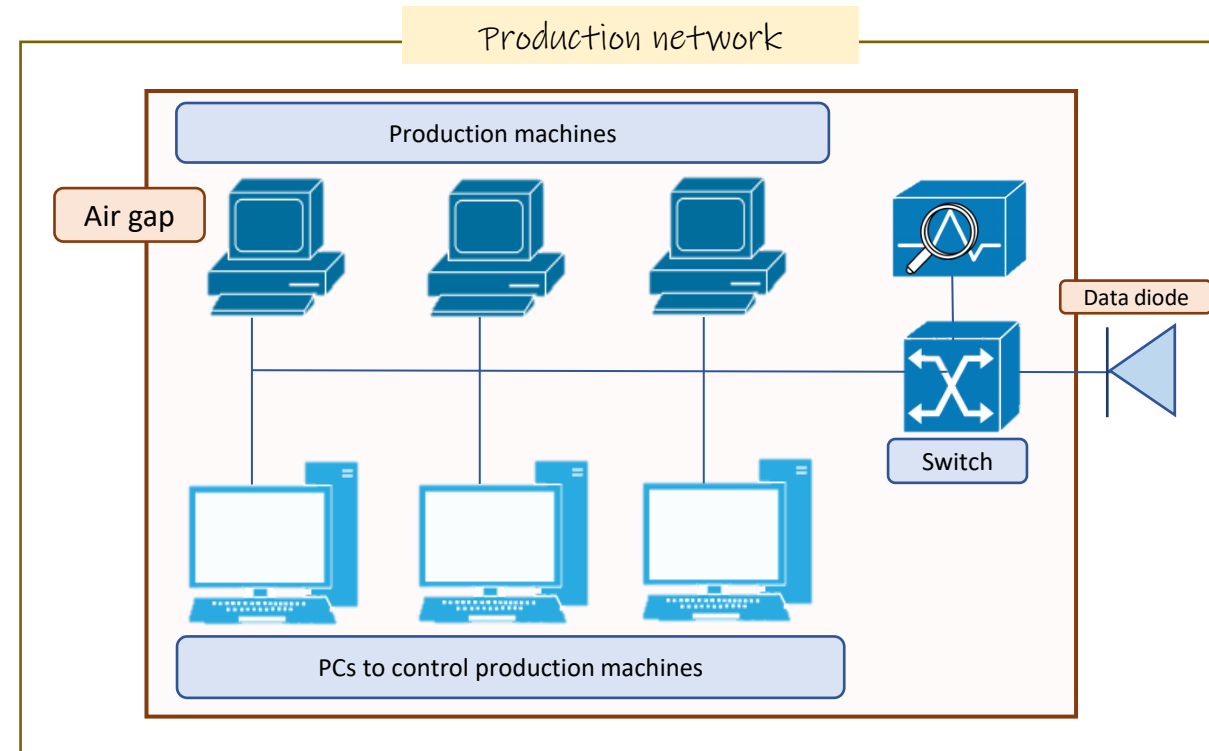 Production network
Production machines
Air gap
Data diode
Switch
PCs to control production machines